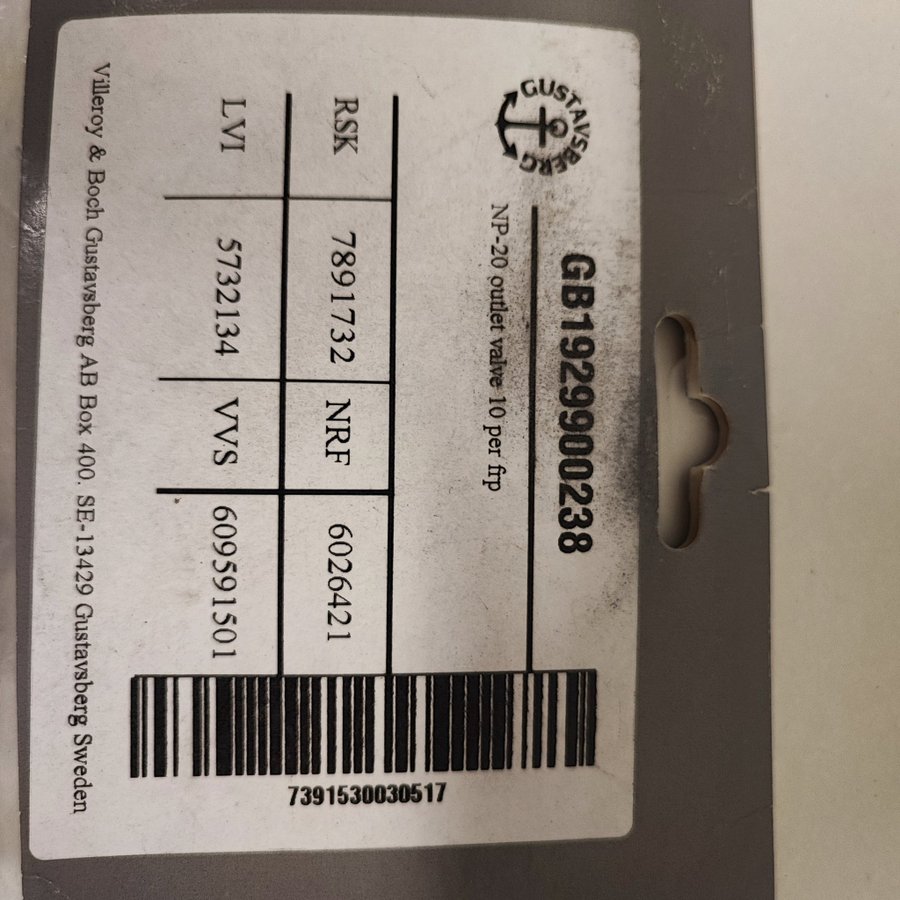 GUSTAVSBERG
GB1929900238
NP-20 outlet valve 10 per frp
RSK 7891732 NRF 6026421
LVI 5732134 VVS 609591501
7391530030517
Villeroy & Boch Gustavsberg AB Box 400. SE-13429 Gustavsberg Sweden